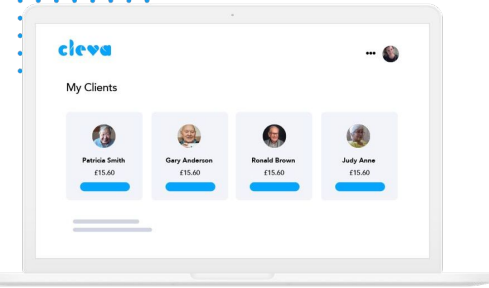 cleva
My Clients
Patricia Smith
Gary Anderson
Ronald Brown
Judy Anne
£15.60
£15.60
£15.60
£15.60